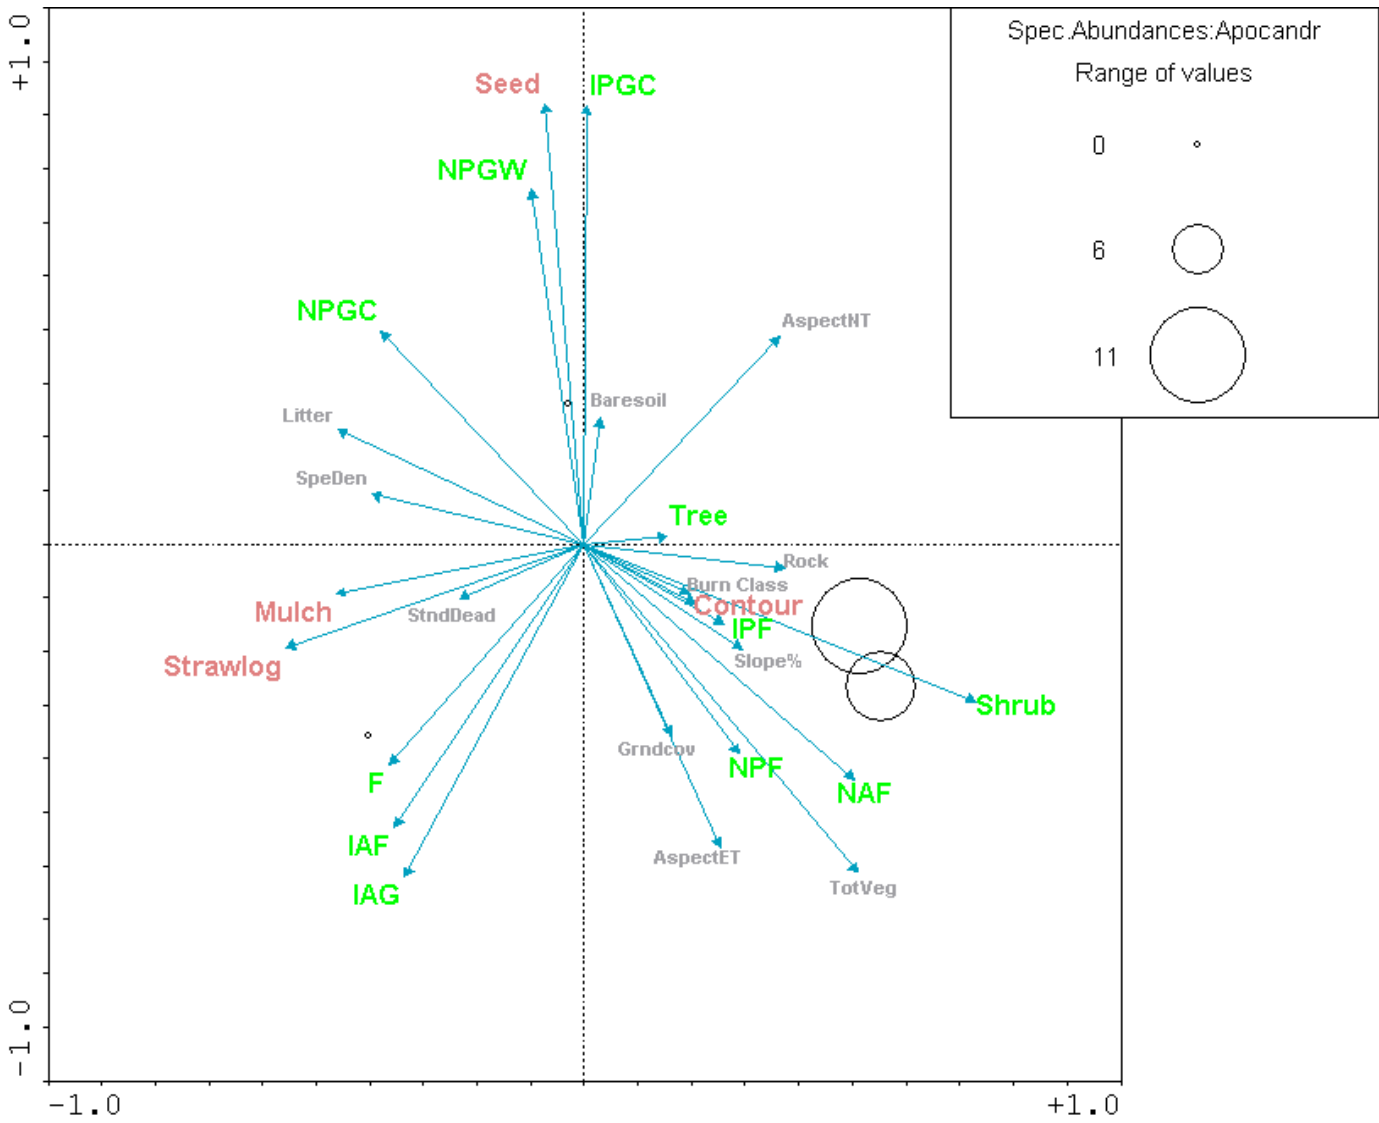 +1.0
Spec.Abundances:Apocandr
Range of values
0
6
11
Seed
IPGC
NPGW
NPGC
AspectNT
Baresoil
Litter
SpeDen
Tree
Rock
Burn Class
Contour
Mulch
StndDead
IPF
Slope%
Strawlog
Shrub
Grndcov
NPF
F
NAF
IAF
AspectET
IAG
TotVeg
-1.0
-1.0
+1.0